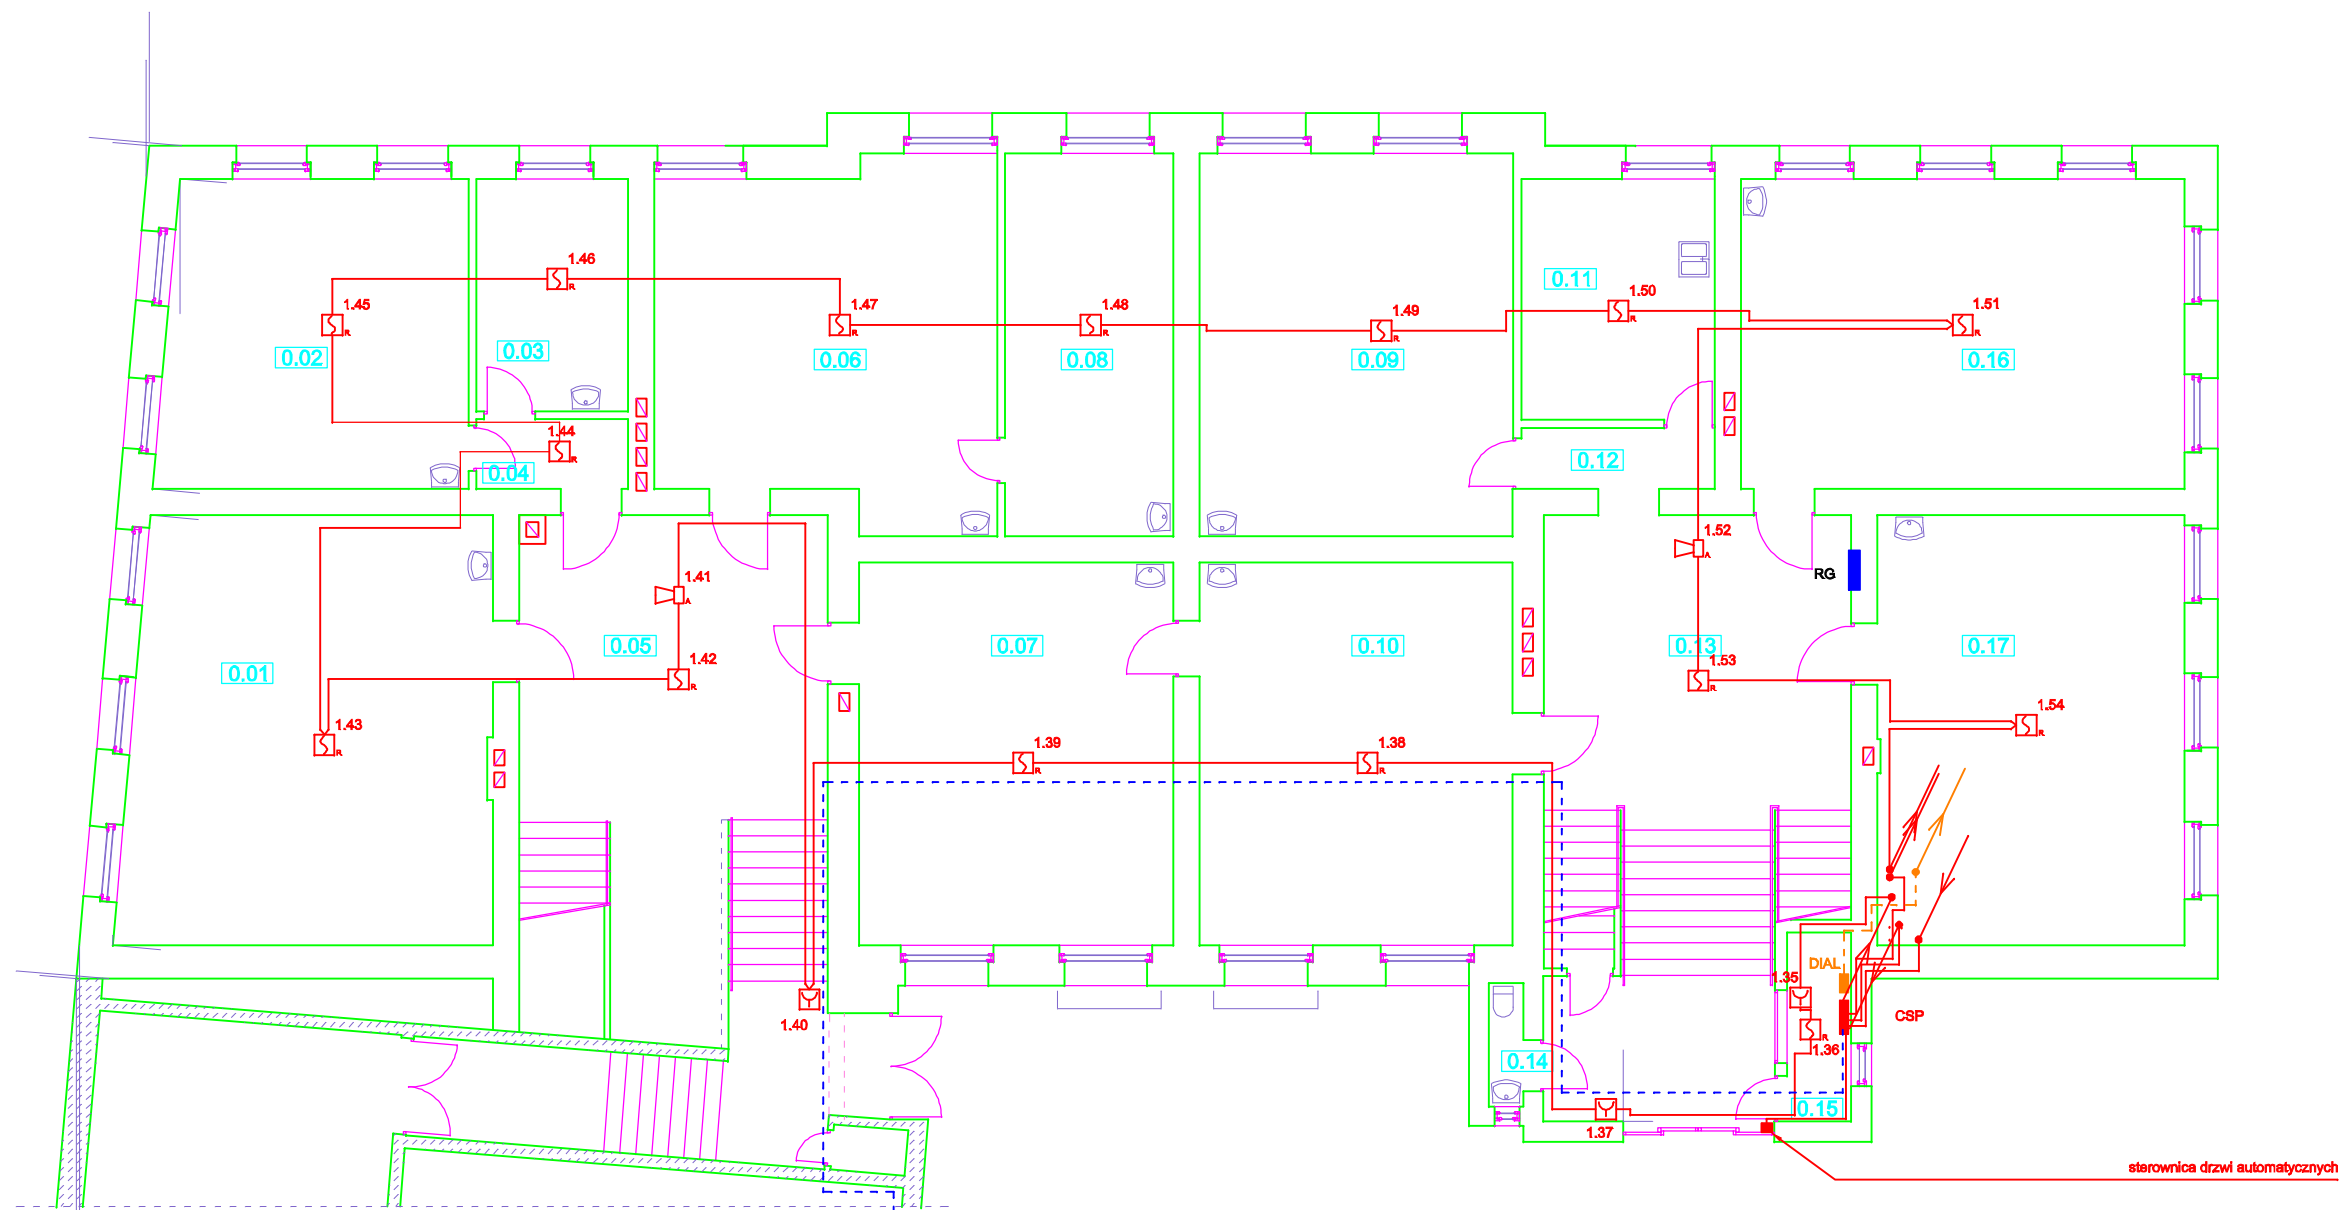 1.46
1.45
1.47
1.48
1.49
0.11
1.50
1.51
R
R
R
R
R
R
R
0.02
0.03
0.06
0.08
0.09
0.16
1.44
R
0.04
0.12
1.52
A
RG
1.41
A
0.01
0.05
1.42
R
0.07
0.10
0.13
1.53
R
0.17
1.43
R
1.39
R
1.38
R
1.54
R
DIAL
1.35
1.40
CSP
R
1.36
0.14
0.15
1.37
sterownica drzwi automatycznych